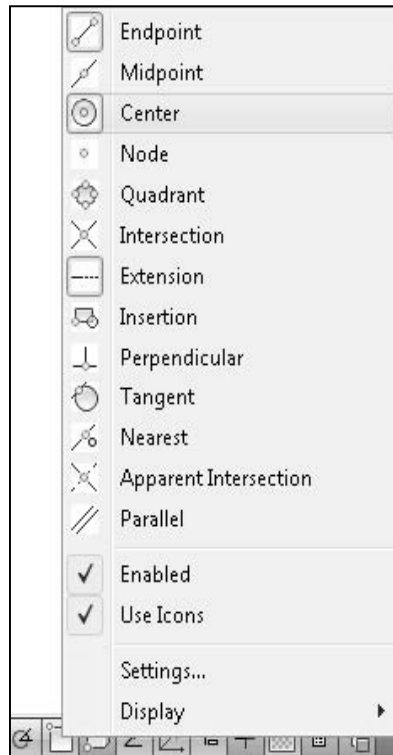 Endpoint
Midpoint
Center
Node
Quadrant
Intersection
Extension
Insertion
Perpendicular
Tangent
Nearest
Apparent Intersection
Parallel
Enabled
Use Icons
Settings...
Display